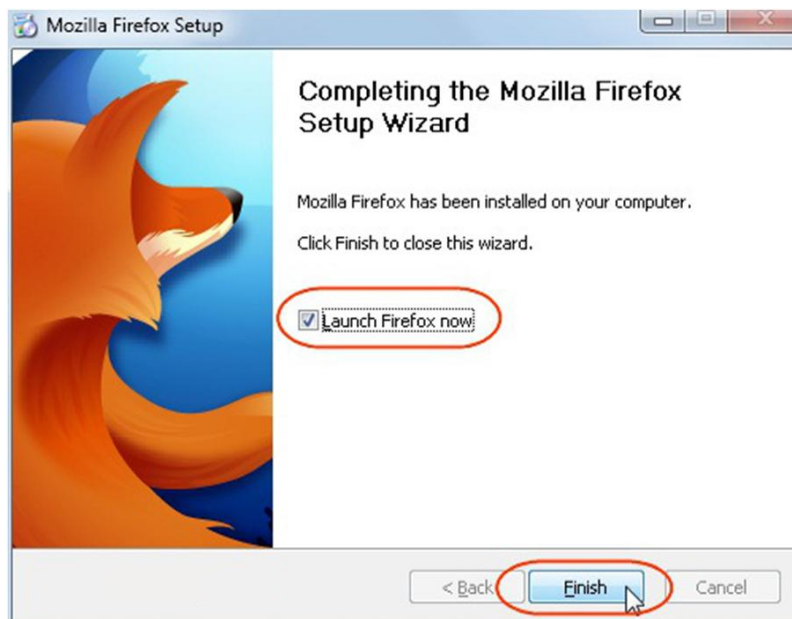 Mozilla Firefox Setup
Completing the Mozilla Firefox
Setup Wizard
Mozilla Firefox has been installed on your computer.
Click Finish to close this wizard.
Launch Firefox now
< Back
Finish
Cancel